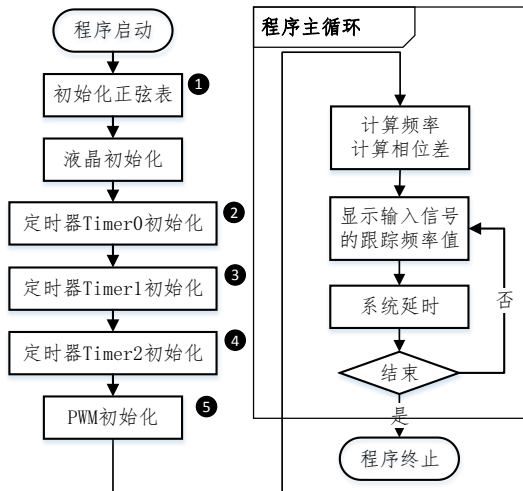 程序启动
初始化正弦表
1
液晶初始化
定时器Timer0初始化
2
定时器Timer1初始化
3
定时器Timer2初始化
4
PWM初始化
5
程序主循环
计算频率
计算相位差
显示输入信号
的跟踪频率值
系统延时
结束
否
是
程序终止